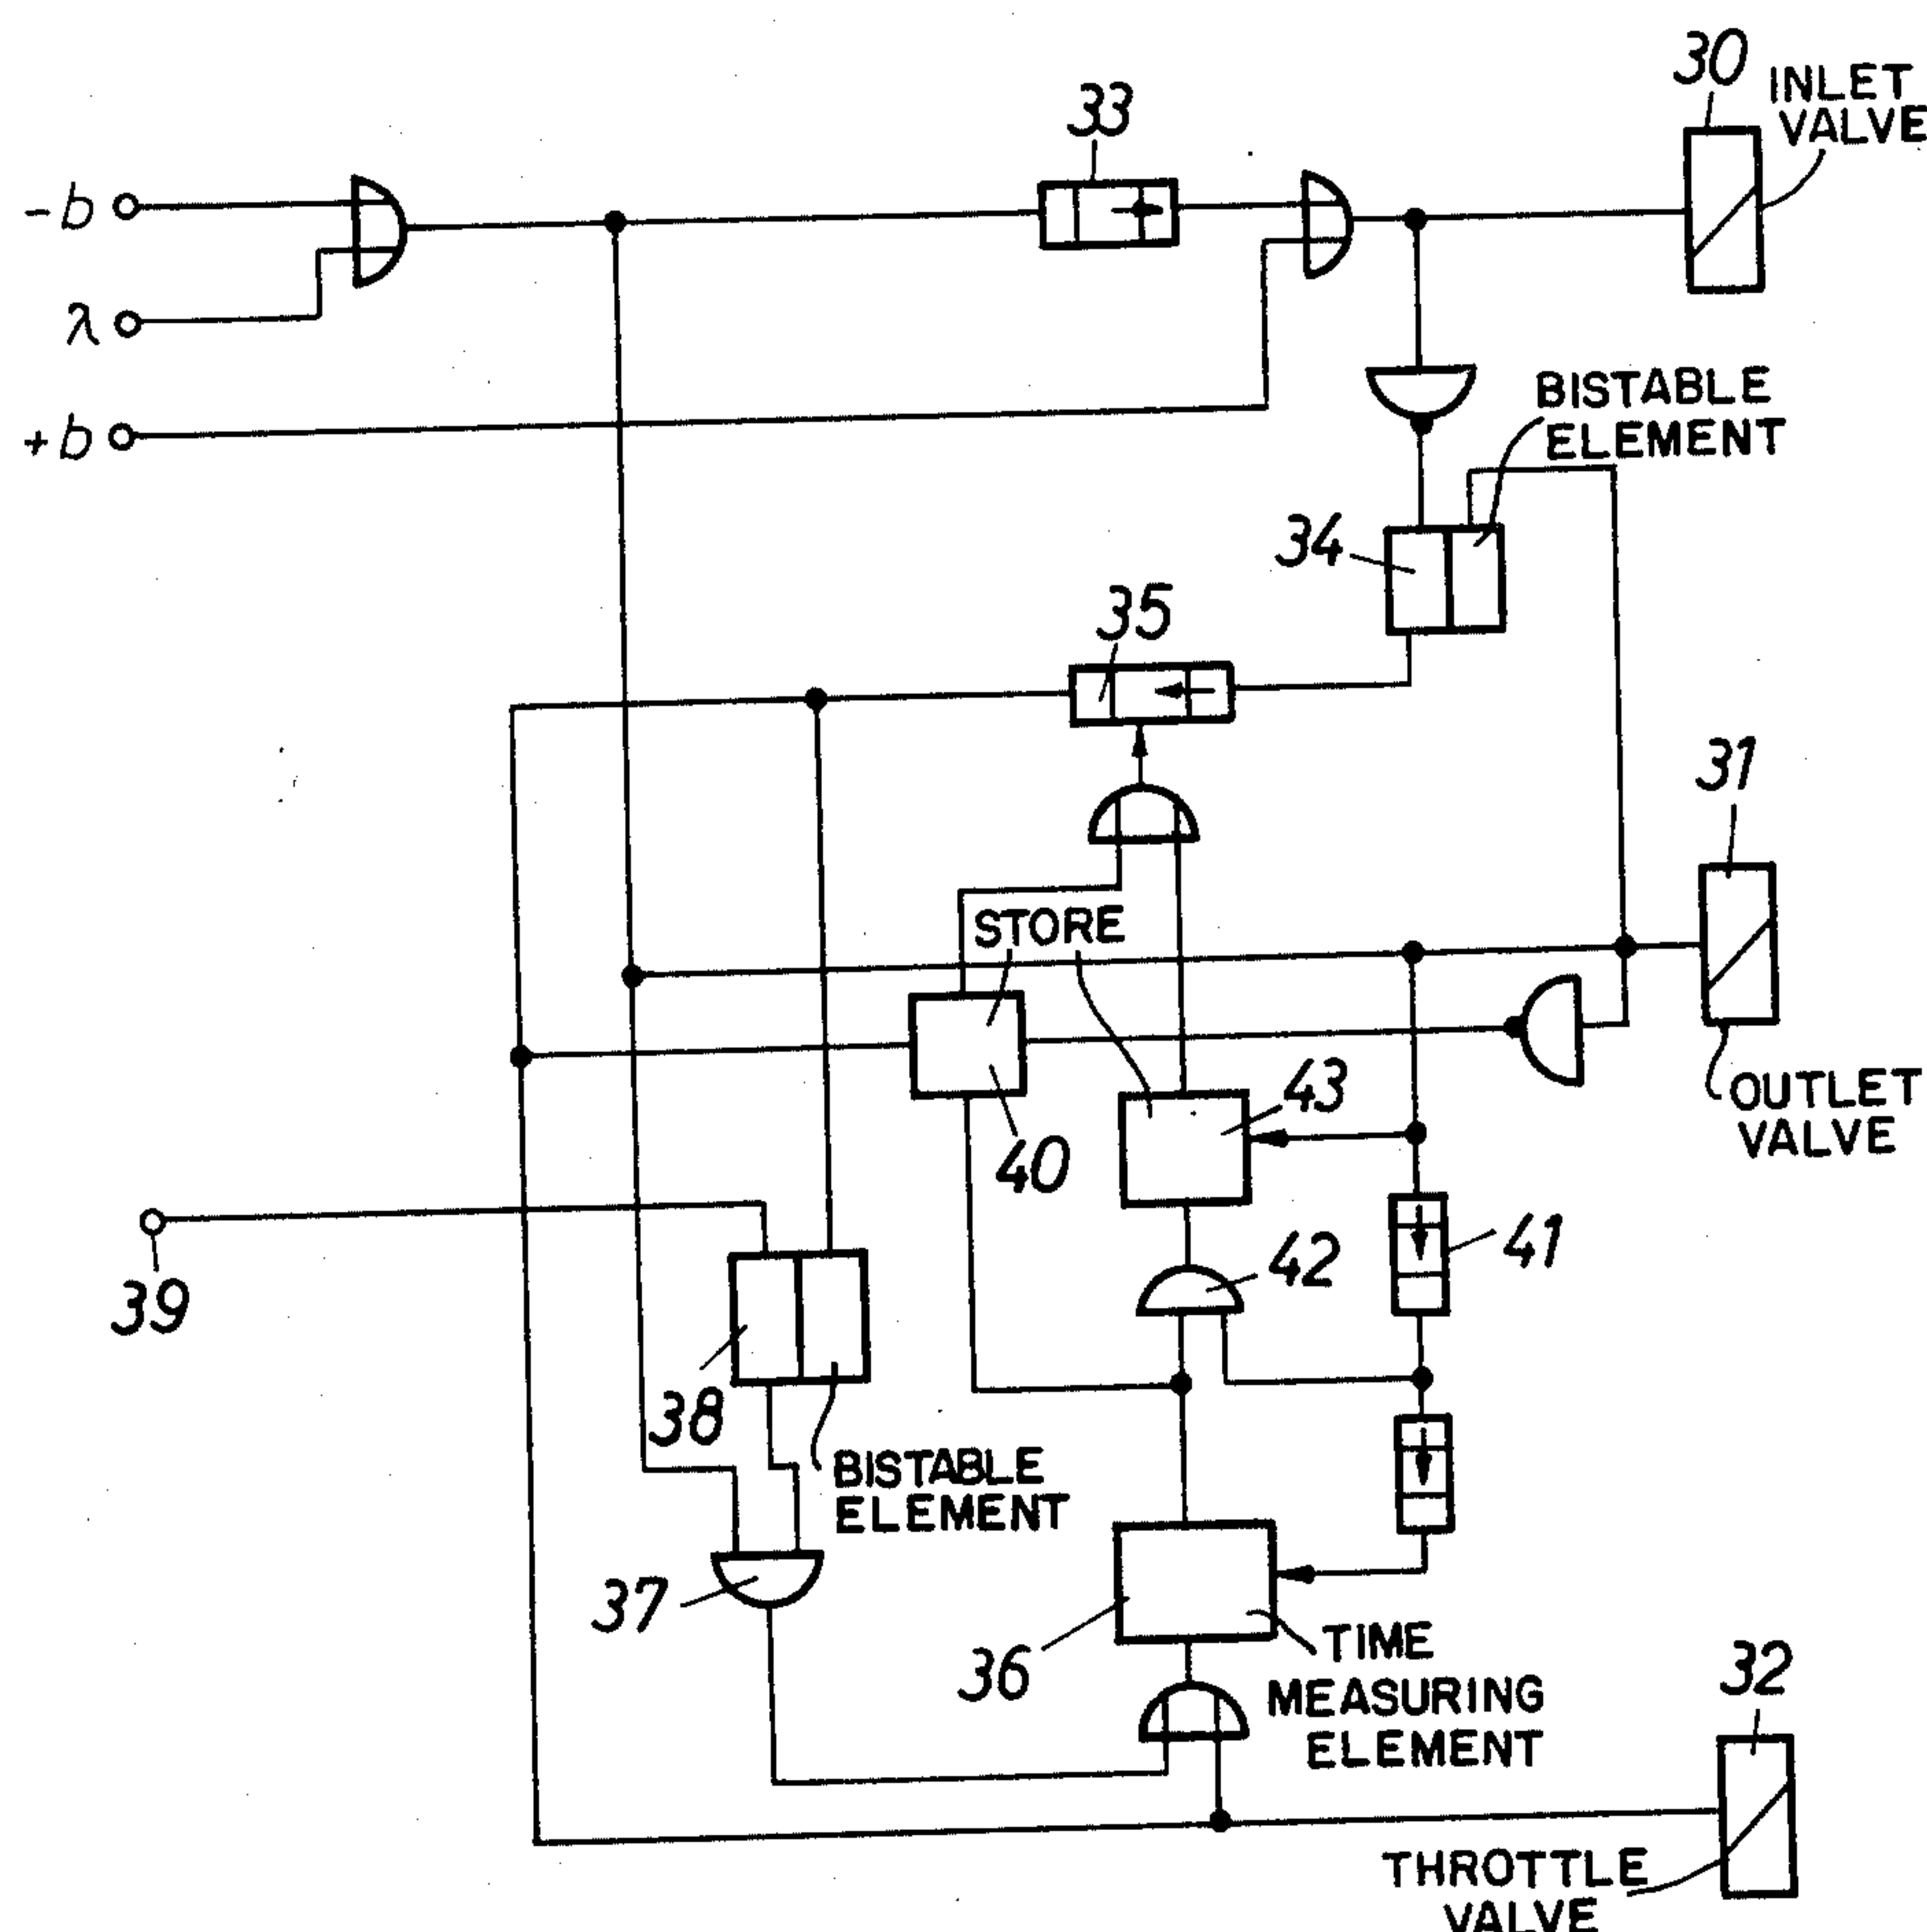 30
INLET
VALVE
33
-b
λ
+b
BISTABLE
ELEMENT
34
35
31
STORE
43
OUTLET
VALVE
40
41
42
39
38
BISTABLE
ELEMENT
37
36
TIME
MEASURING
ELEMENT
32
THROTTLE
VALVE